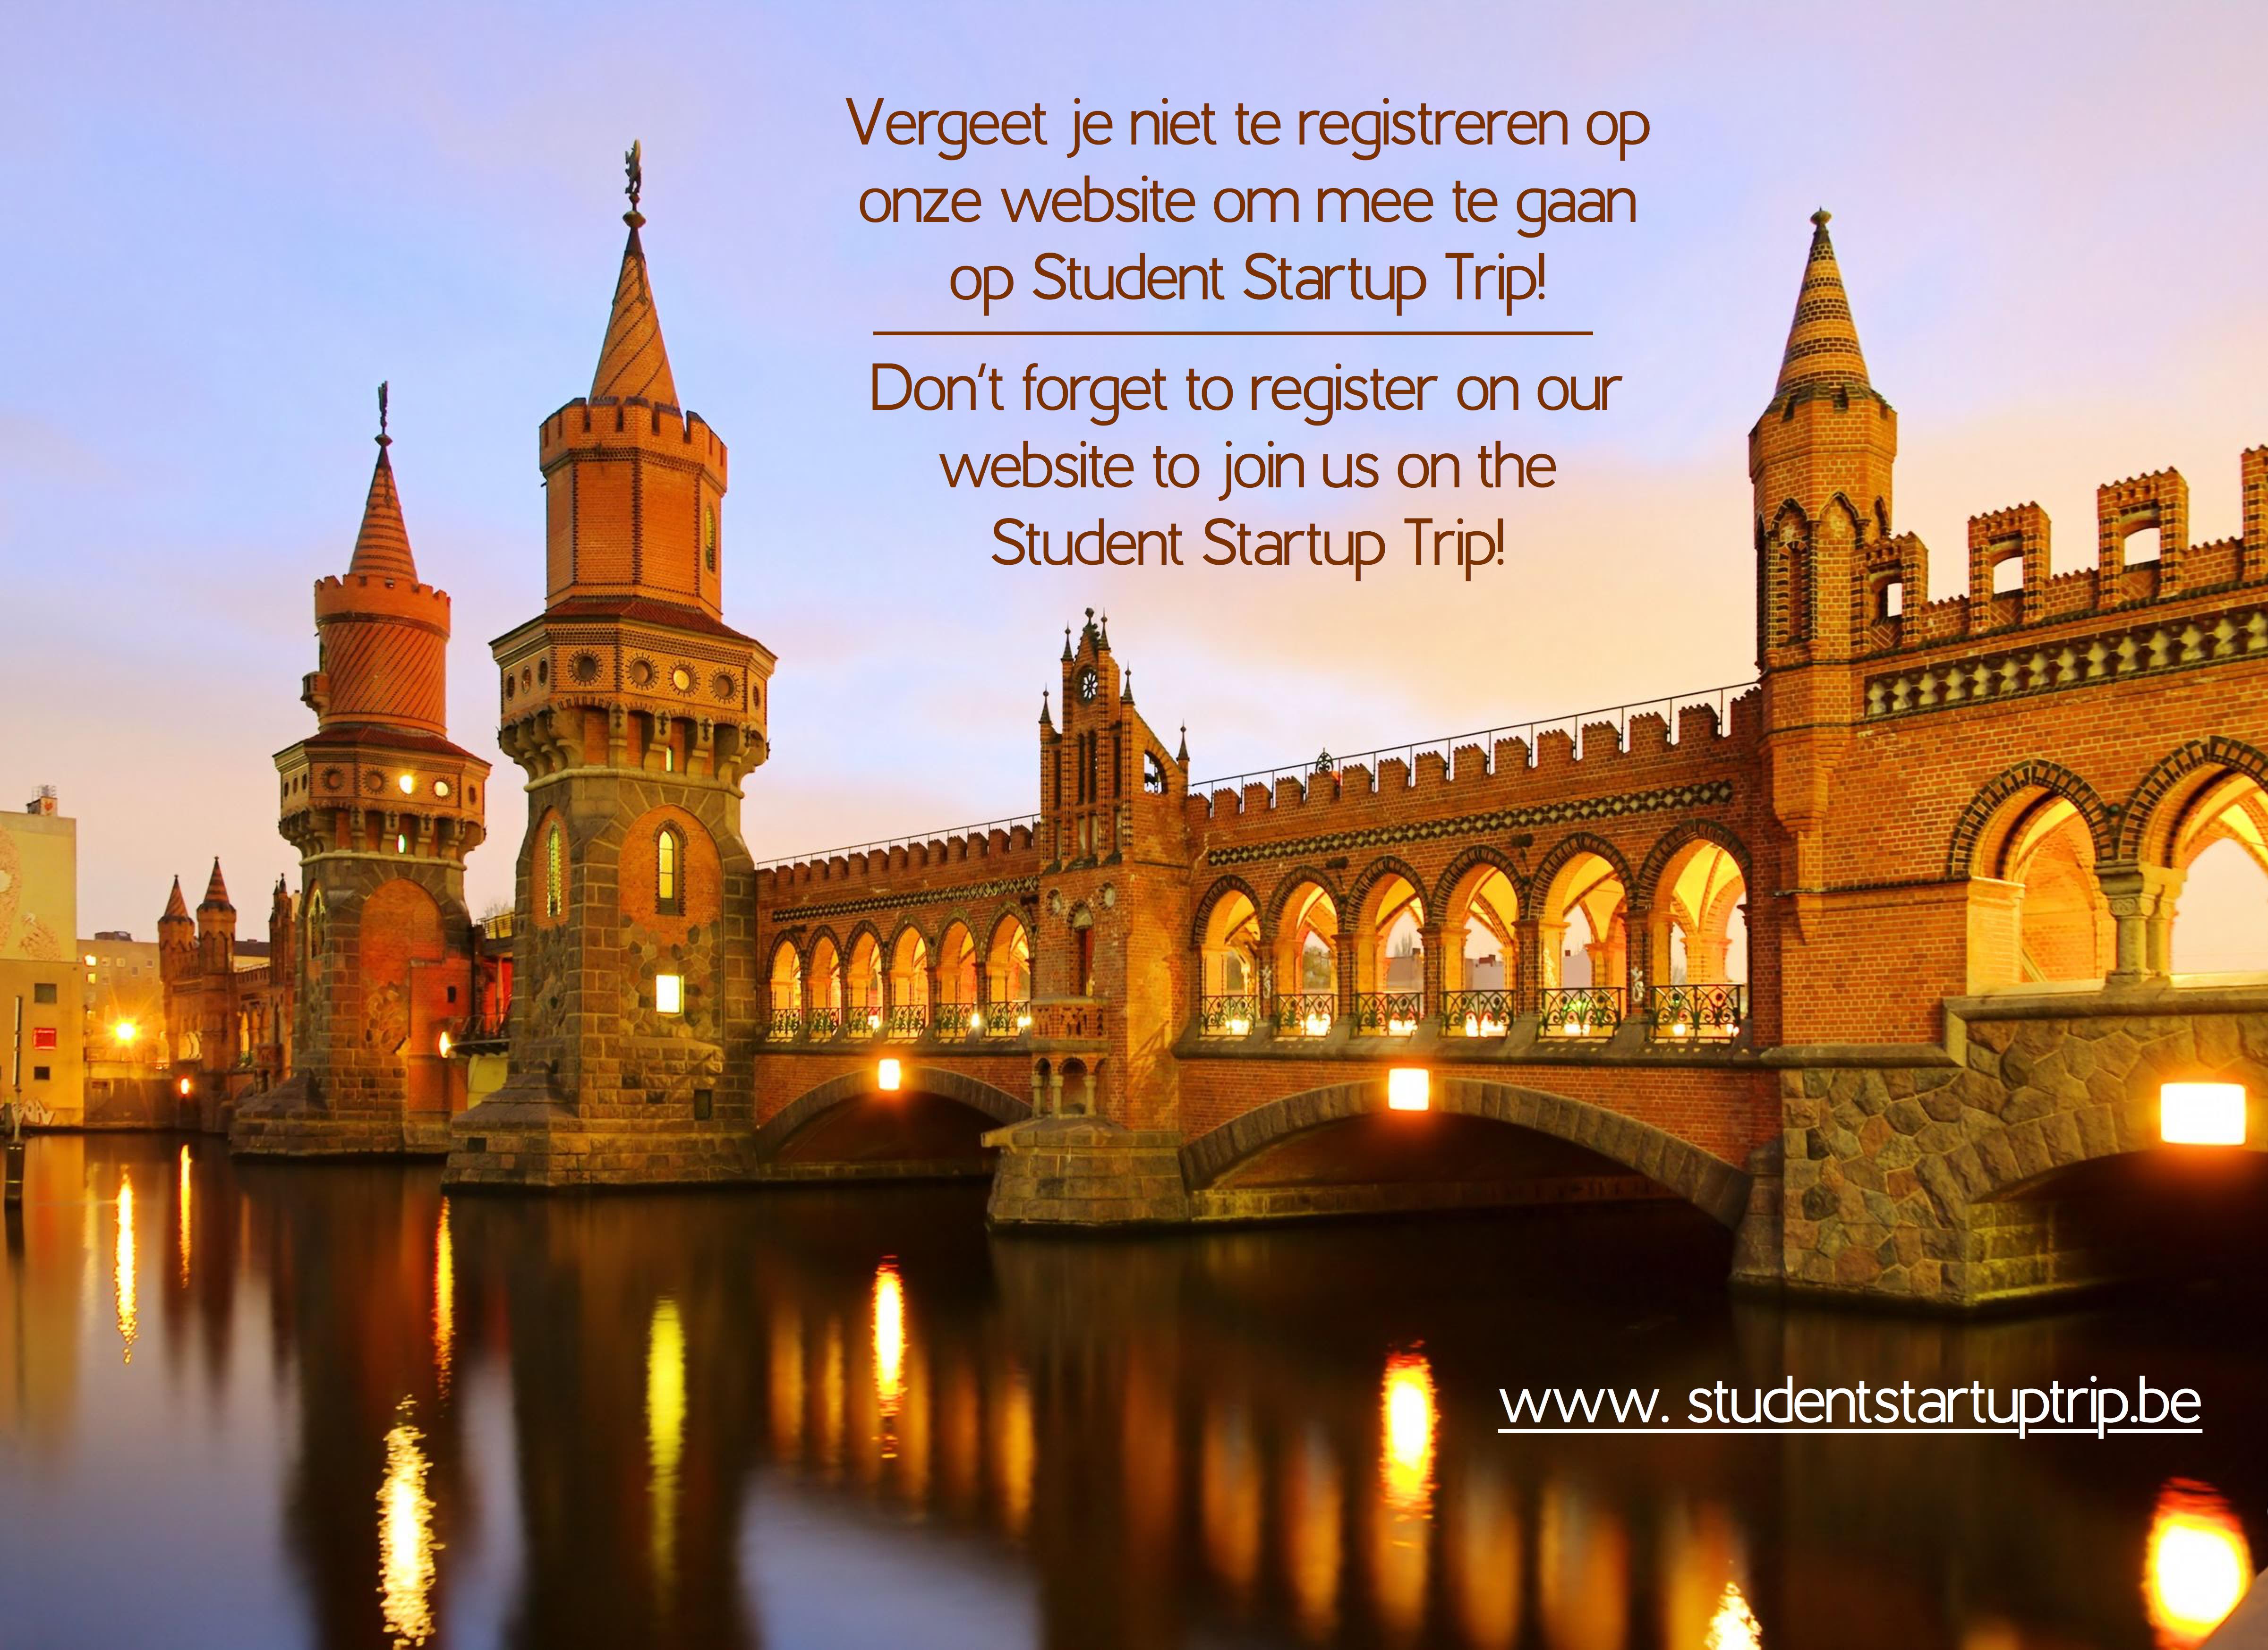 Vergeet je niet te registreren op
onze website om mee te gaan
op Student Startup Trip!
Don't forget to register on our
website to join us on the
Student Startup Trip!
www. studentstartuptrip.be